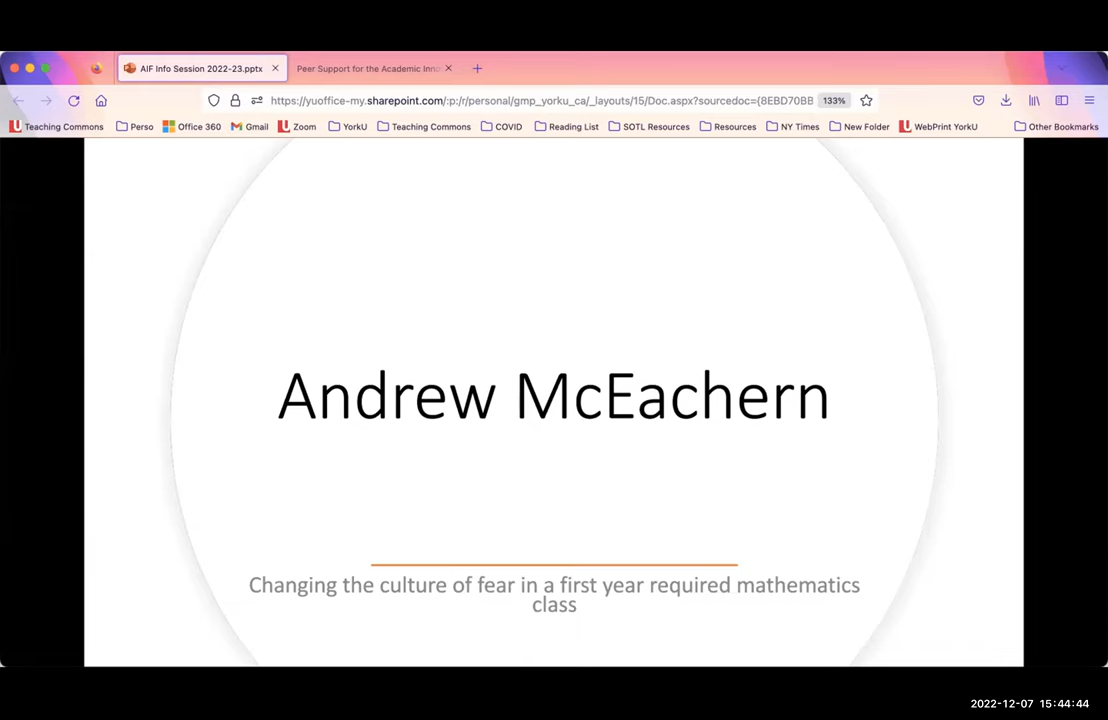 AIF Info Session 2022-23.pptx
Peer Support for the Academic Inno
https://yuoffice-my.sharepoint.com/:p:/r/personal/gmp_yorku_ca/_layouts/15/Doc.aspx?sourcedoc={8EBD70BB
133%
Teaching Commons Perso Office 360 Gmail Zoom YorkU Teaching Commons COVID Reading List SOTL Resources Resources NY Times New Folder WebPrint YorkU Other Bookmarks
Andrew McEachern
Changing the culture of fear in a first year required mathematics
class
2022-12-07 15:44:44